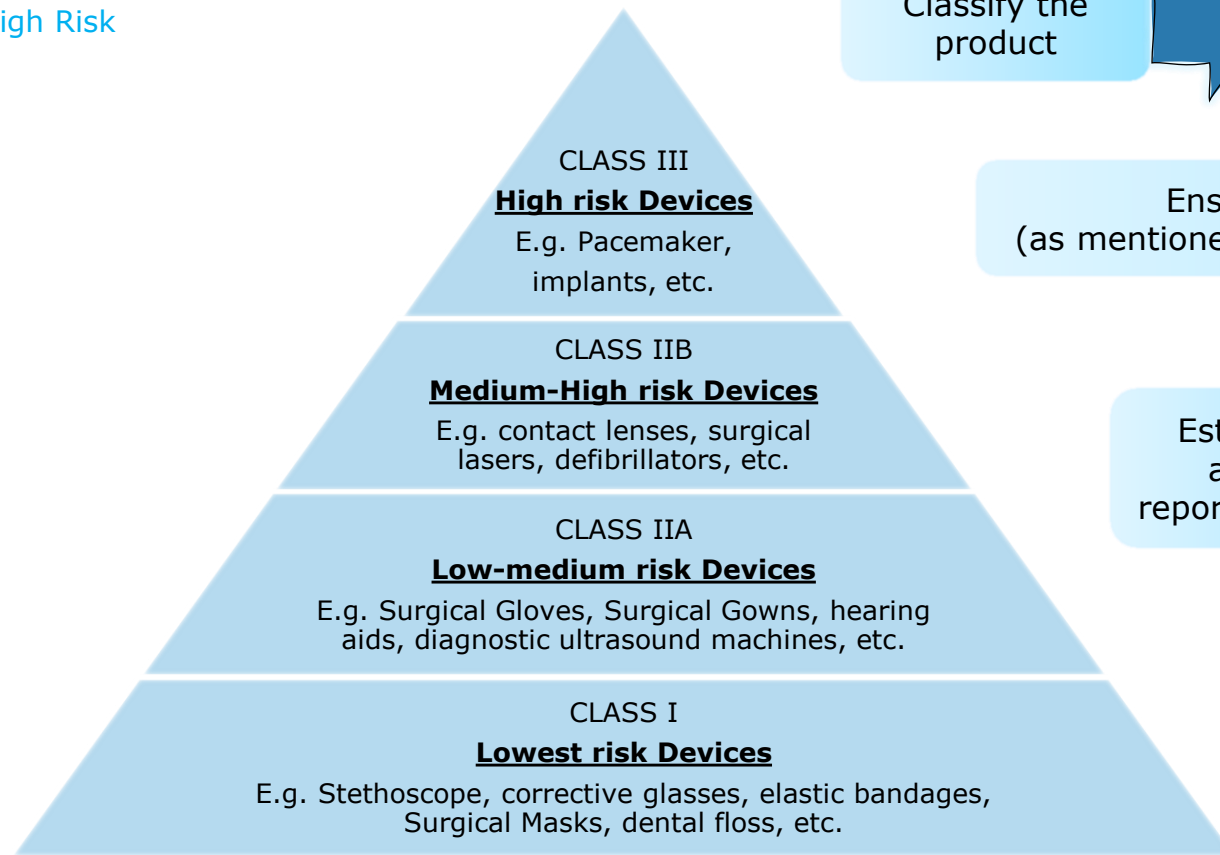 igh Risk
Classify the
product
CLASS III
High risk Devices
E.g. Pacemaker,
implants, etc.
Ens
(as mentione
CLASS IIB
Medium-High risk Devices
E.g. contact lenses, surgical
lasers, defibrillators, etc.
Est
a
repor
CLASS IIA
Low-medium risk Devices
E.g. Surgical Gloves, Surgical Gowns, hearing
aids, diagnostic ultrasound machines, etc.
CLASS I
Lowest risk Devices
E.g. Stethoscope, corrective glasses, elastic bandages,
Surgical Masks, dental floss, etc.